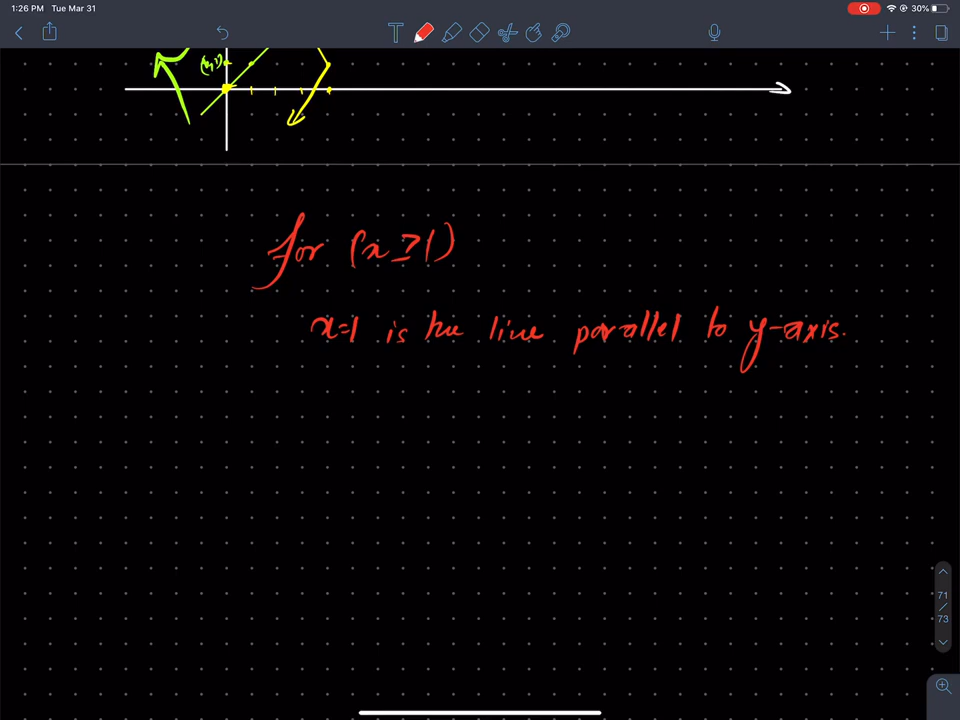 1:26 PM Tue Mar 31
30%
T
for (x ≥ 1)
x=1 is the line parallel to y-axis.
71
/
73